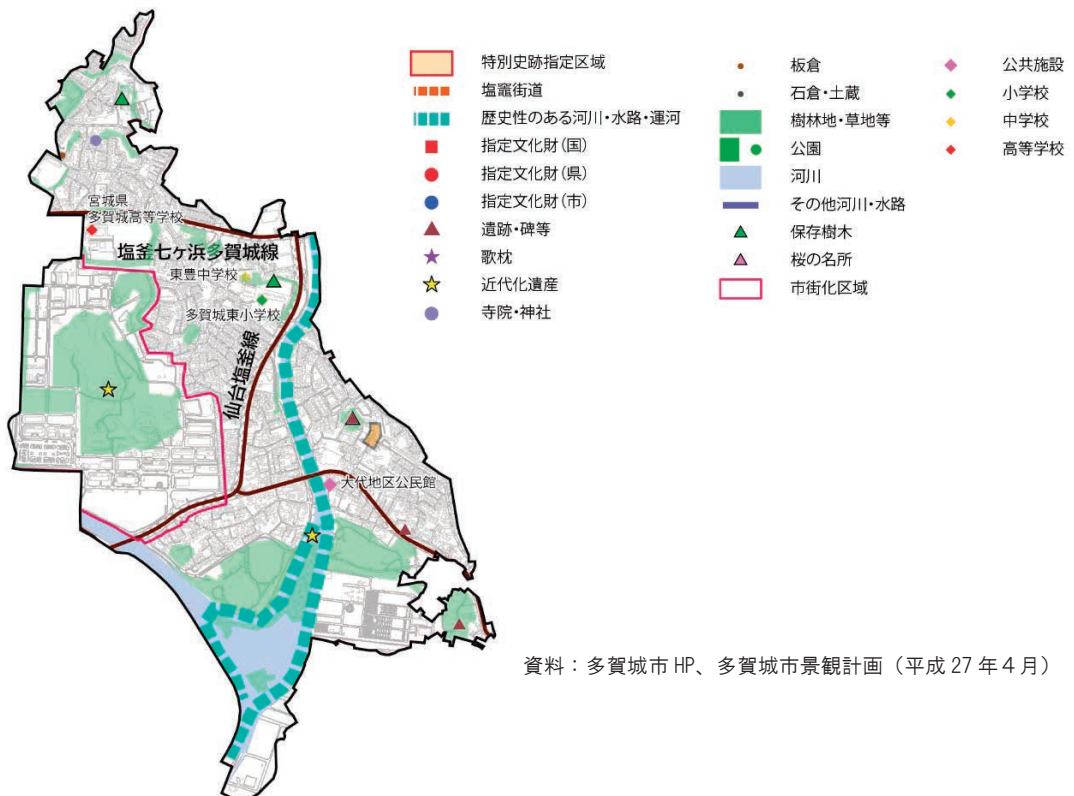 特別史跡指定区域
塩竈街道
歴史性のある河川・水路・運河
指定文化財(国)
指定文化財(県)
指定文化財(市)
遺跡・碑等
歌枕
近代化遺産
寺院・神社
板倉
石倉・土蔵
樹林地・草地等
公園
河川
その他河川・水路
保存樹木
桜の名所
市街化区域
公共施設
小学校
中学校
高等学校
宮城県
多賀城高等学校
塩釜七ヶ浜多賀城線
東豊中学校
多賀城東小学校
仙台塩釜線
大代地区公民館
資料：多賀城市 HP、多賀城市景観計画（平成 27 年４月）